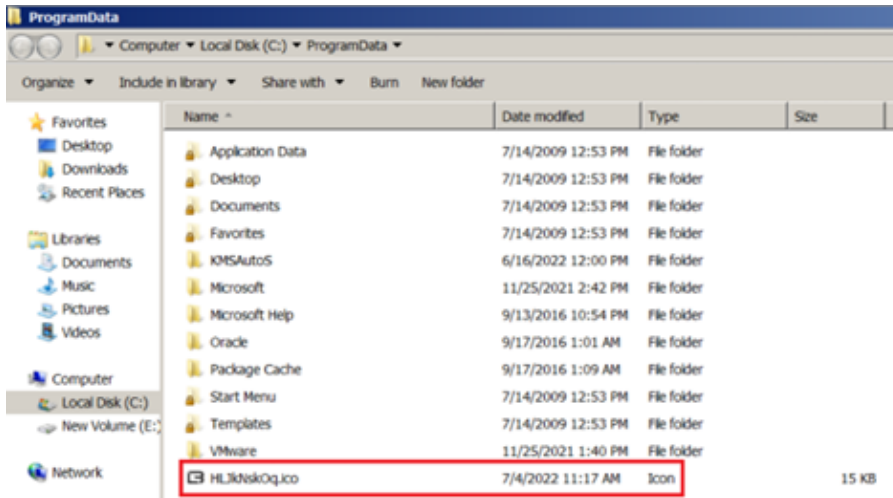 ProgramData
Computer Local Disk (C:) ProgramData
Organize Include in library Share with Burn New folder
Favorites
Desktop
Downloads
Recent Places
Libraries
Documents
Music
Pictures
Videos
Computer
Local Disk (C:)
New Volume (E:
Network
Name Date modified Type Size
Application Data 7/14/2009 12:53 PM File folder
Desktop 7/14/2009 12:53 PM File folder
Documents 7/14/2009 12:53 PM File folder
Favorites 7/14/2009 12:53 PM File folder
KMSAutoS 6/16/2022 12:00 PM File folder
Microsoft 11/25/2021 2:42 PM File folder
Microsoft Help 9/13/2016 10:54 PM File folder
Oracle 9/17/2016 1:01 AM File folder
Package Cache 9/17/2016 1:09 AM File folder
Start Menu 7/14/2009 12:53 PM File folder
Templates 7/14/2009 12:53 PM File folder
VMware 11/25/2021 1:40 PM File folder
HLJkNskOq.ico 7/4/2022 11:17 AM Icon 15 KB